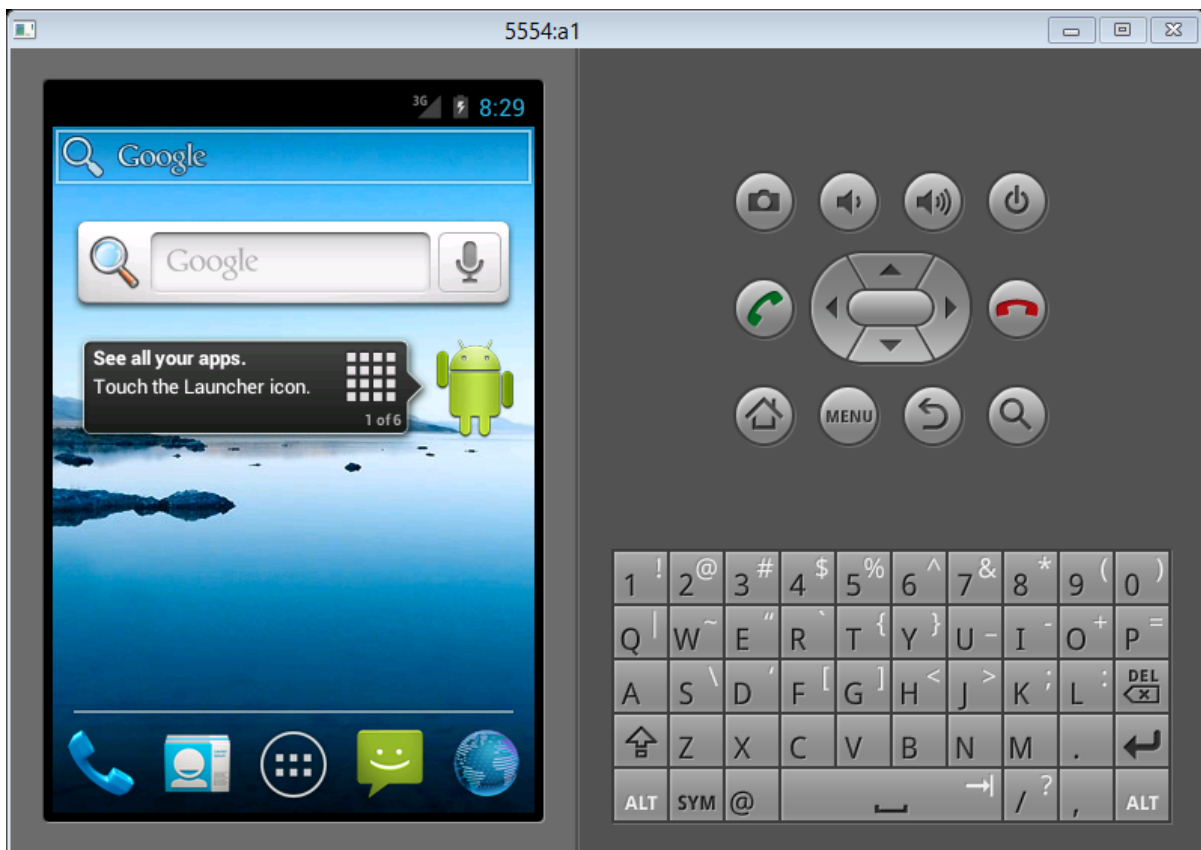 5554:a1
3G 8:29
Google
Google
See all your apps.
Touch the Launcher icon.
1 of 6
MENU
1 ! 2 @ 3 # 4 $ 5 % 6 ^ 7 & 8 * 9 ( 0 )
Q | W ~ E " R ` T { Y } U _ I - O + P =
A S \ D ' F [ G ] H < J > K ; L : DEL
Z X C V B N M .
ALT SYM @ / ? , ALT